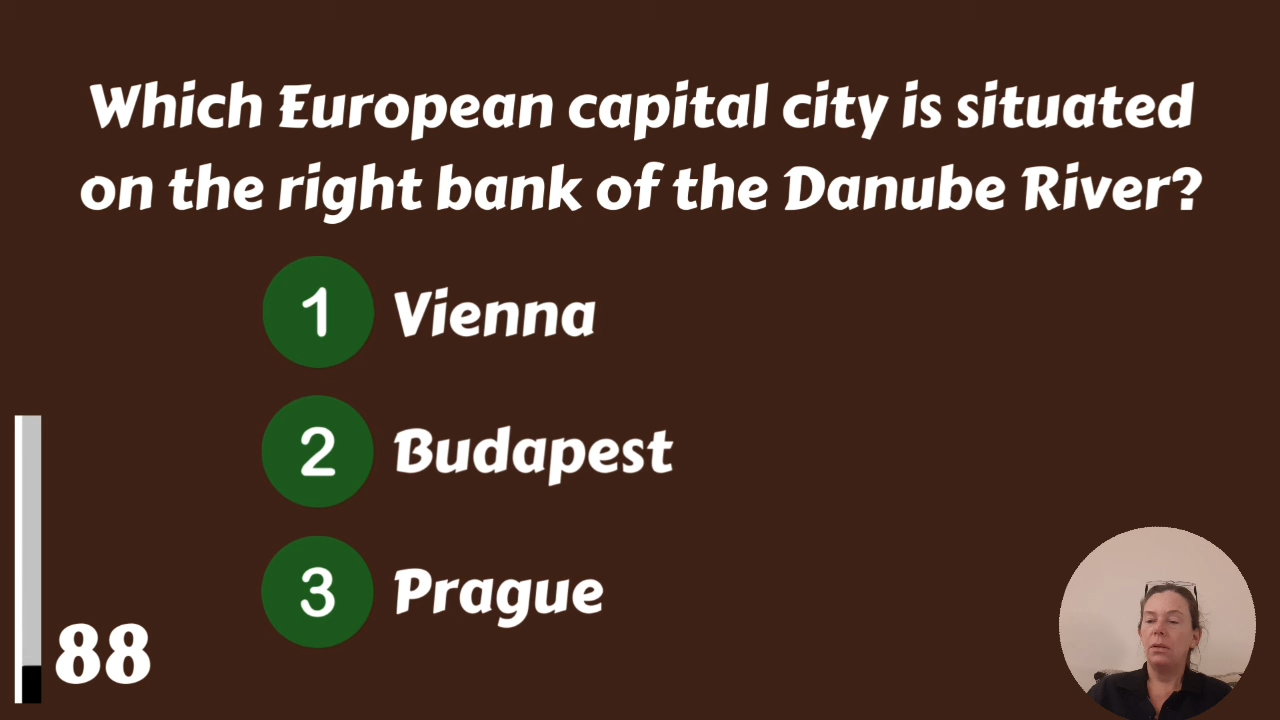 Which European capital city is situated
on the right bank of the Danube River?
1 Vienna
2 Budapest
3 Prague
88